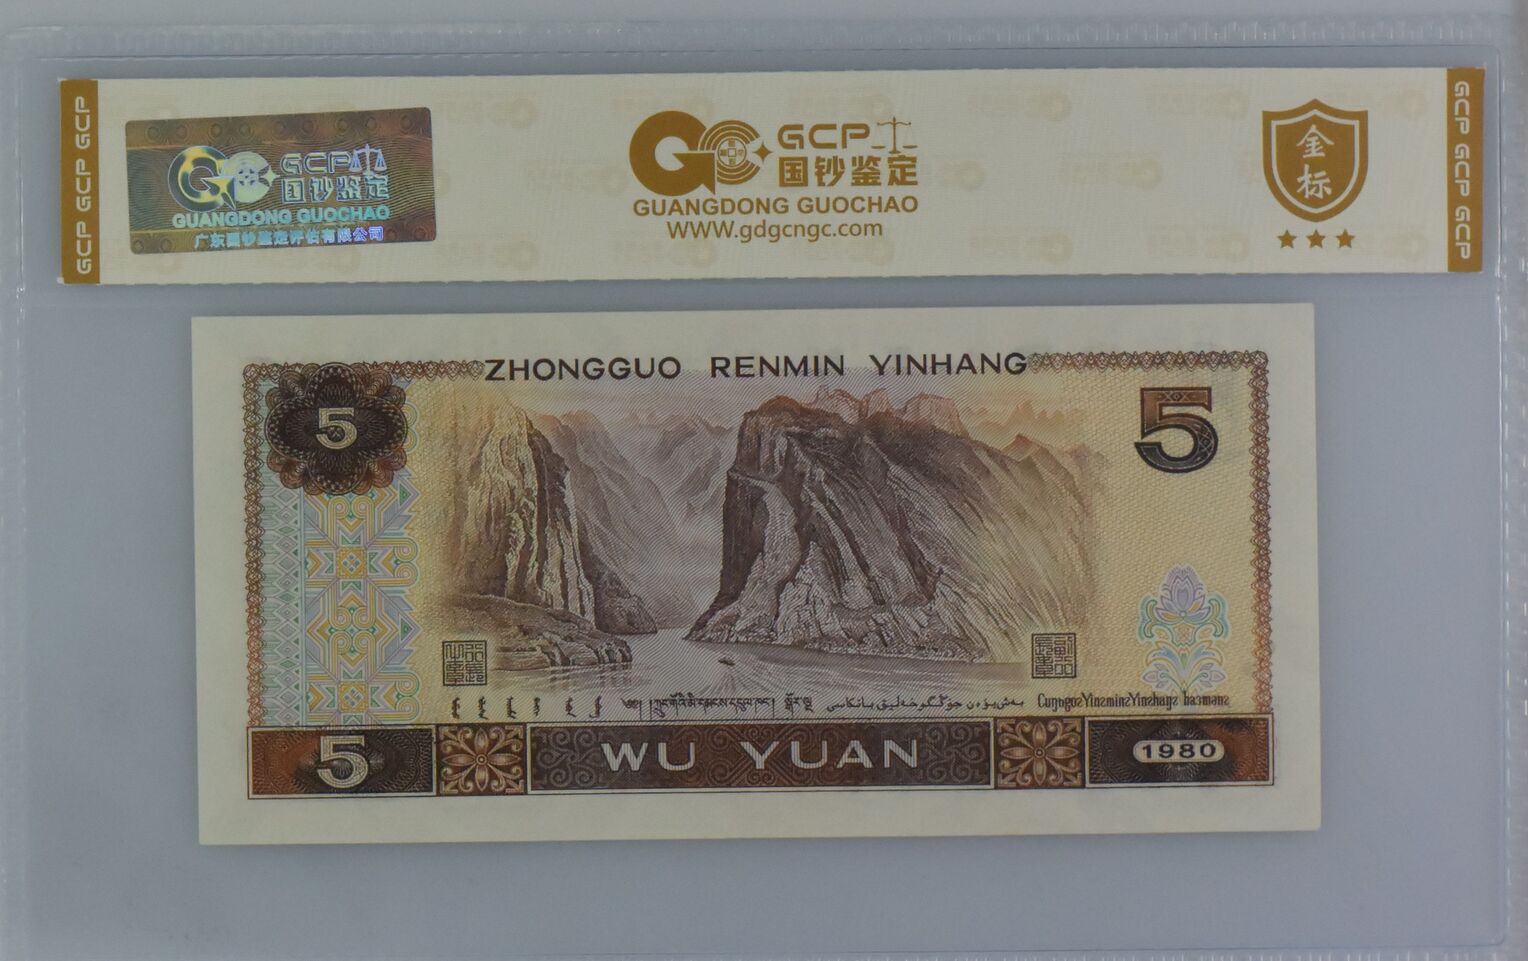 GCP GCP GCP
GCP
国钞鉴定
GUANGDONG GUOCHAO
广东国钞鉴定评估有限公司
GCP
国钞鉴定
GUANGDONG GUOCHAO
WWW.gdgcngc.com
金标
GCP GCP GCP
ZHONGGUO RENMIN YINHANG
5
5
5
WU YUAN
1980